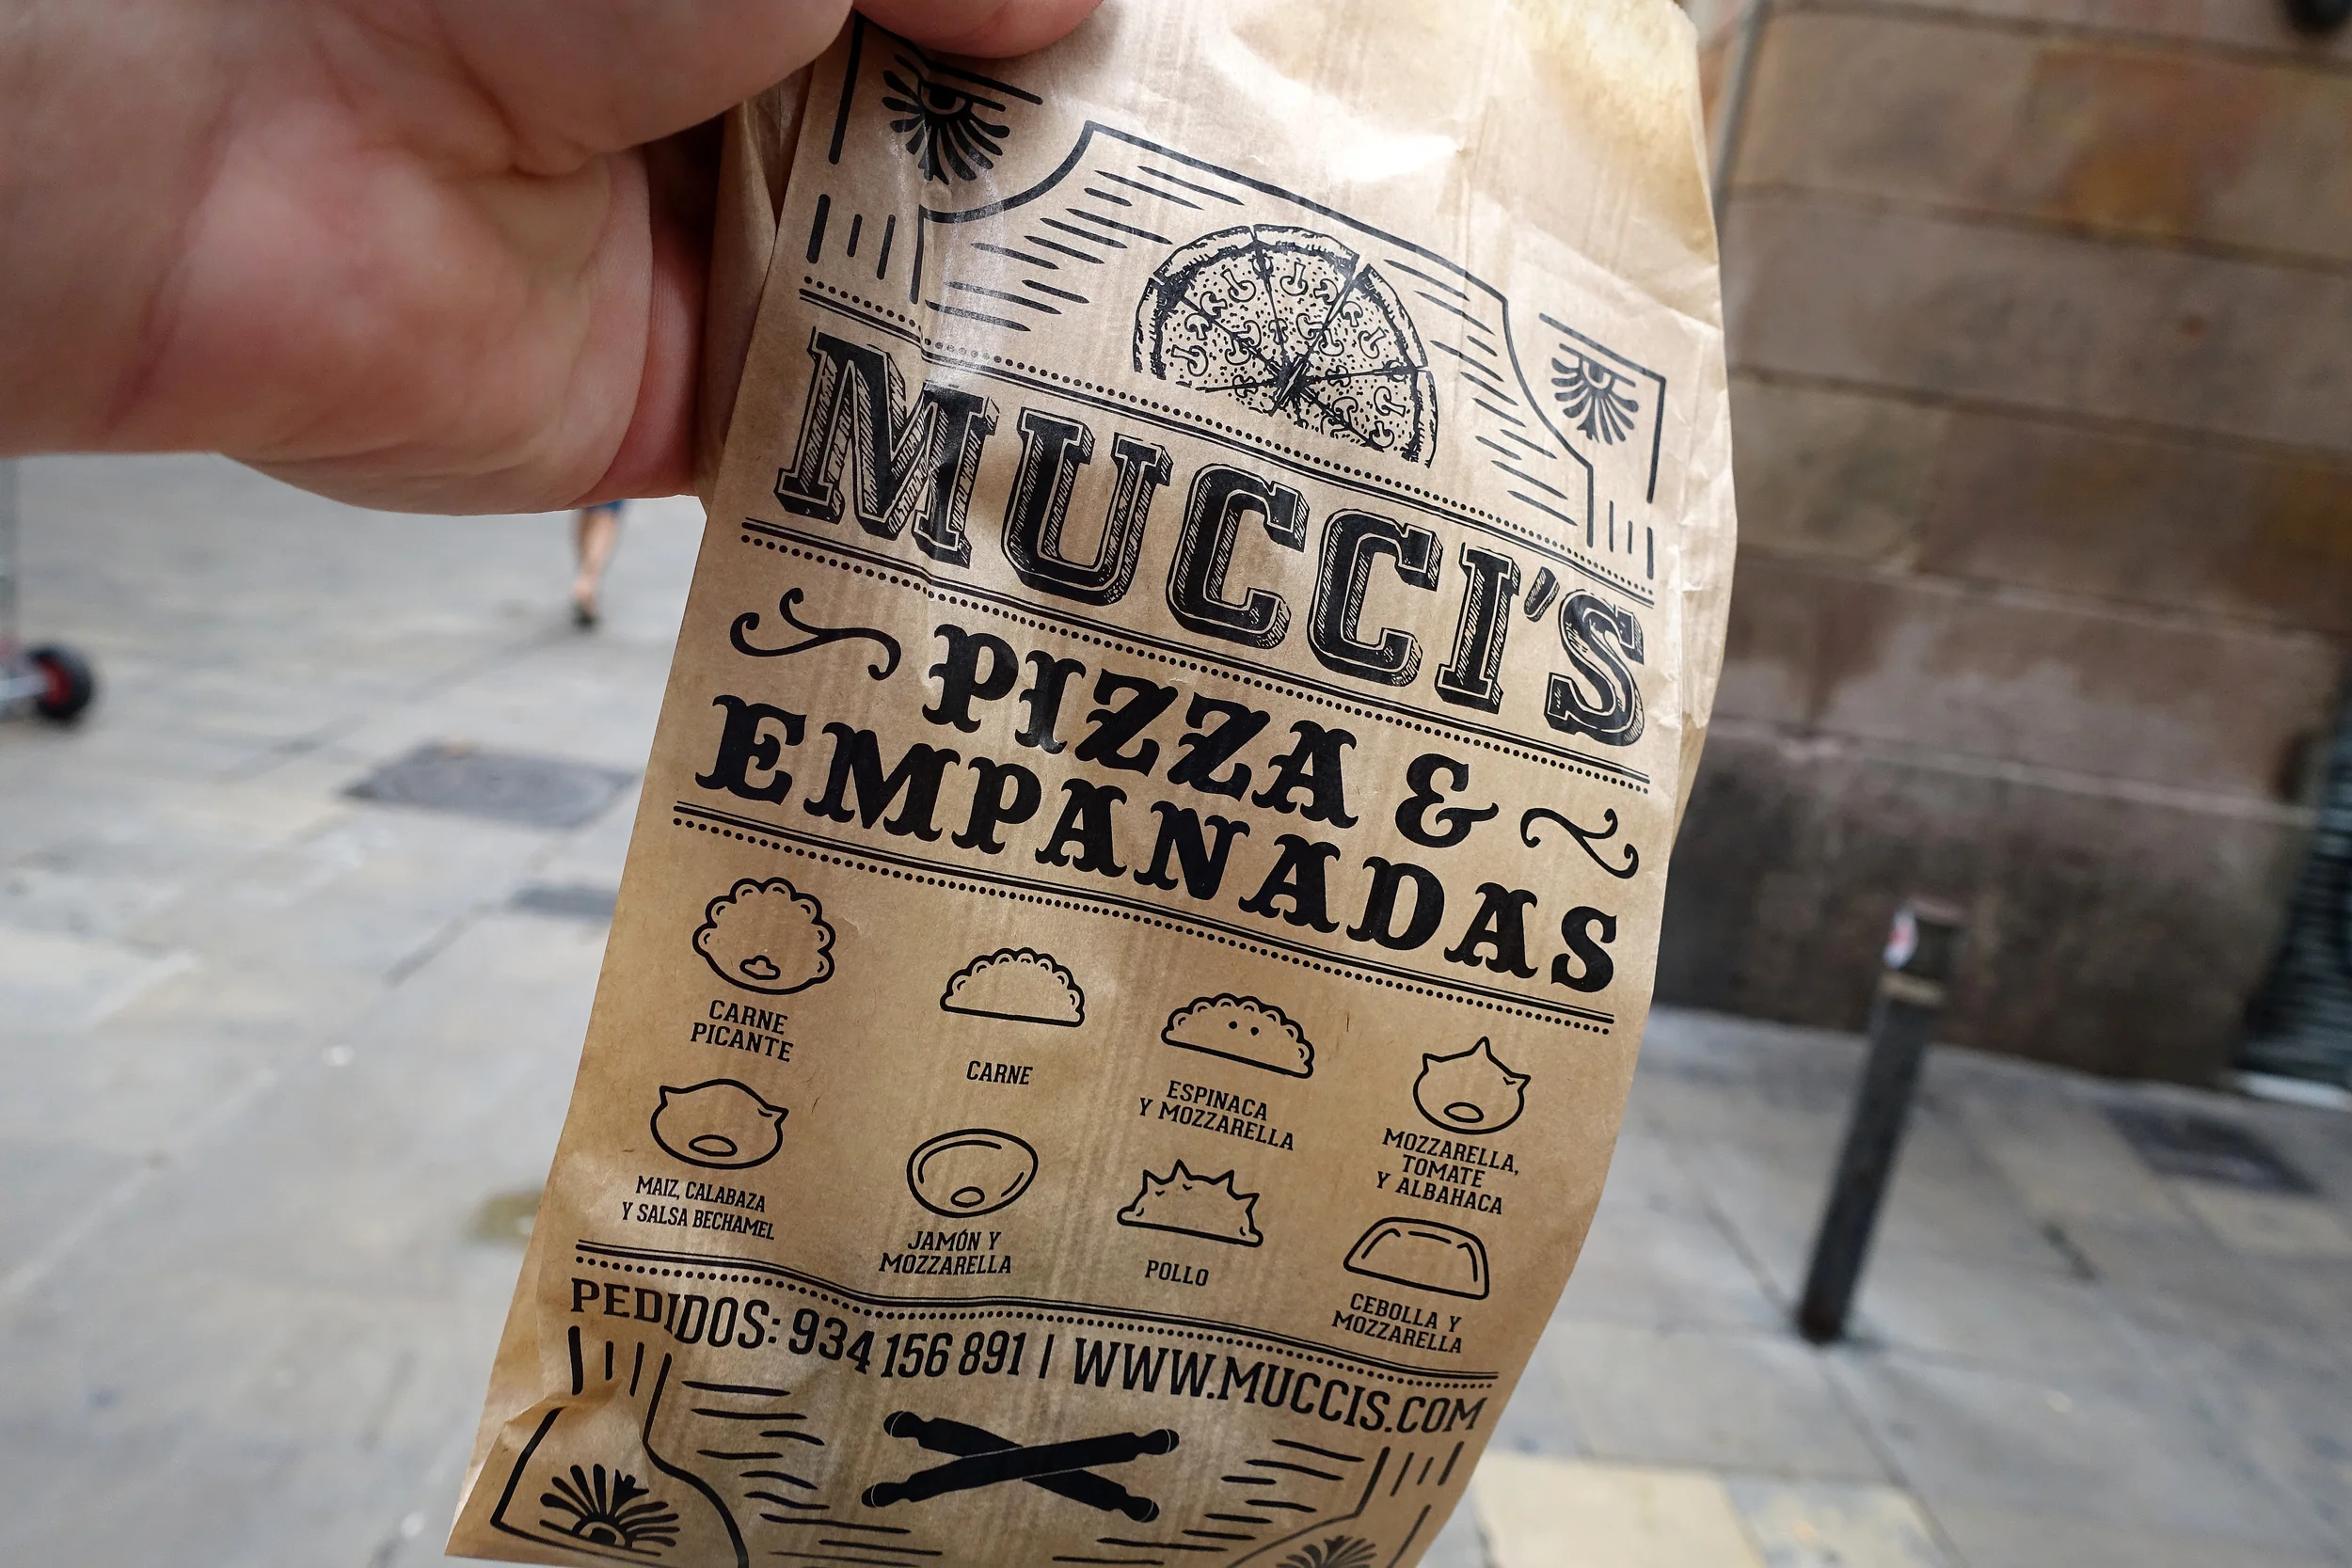 MUCCI'S
PIZZA &
EMPANADAS
CARNE
PICANTE
CARNE
ESPINACA
Y MOZZARELLA
MOZZARELLA,
TOMATE
Y ALBAHACA
MAIZ, CALABAZA
Y SALSA BECHAMEL
JAMÓN Y
MOZZARELLA
POLLO
CEBOLLA Y
MOZZARELLA
PEDIDOS: 934 156 891 | WWW.MUCCIS.COM